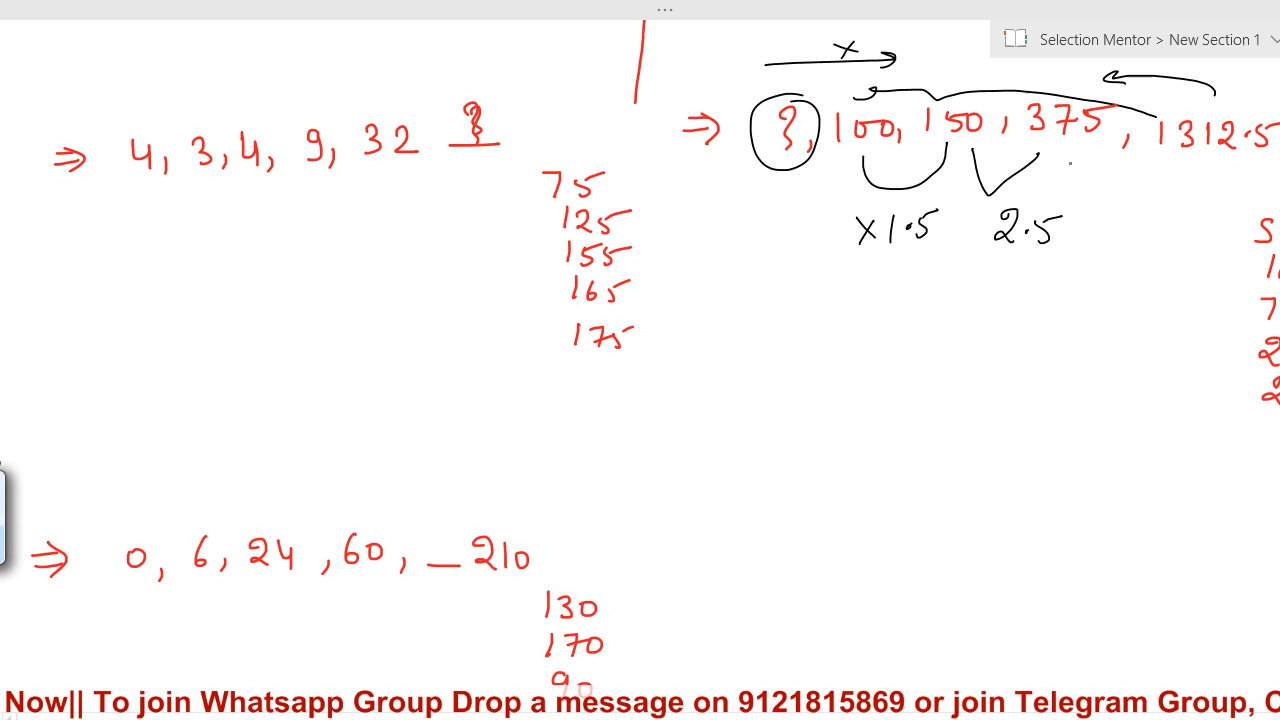 Selection Mentor > New Section 1
x
⇒ 4, 3, 4, 9, 32 ?
75
125
155
165
175
⇒ ?, 100, 150, 375, 1312.5
x1.5 2.5
⇒ 0, 6, 24, 60, _ 210
130
170
90
Now|| To join Whatsapp Group Drop a message on 9121815869 or join Telegram Group, C